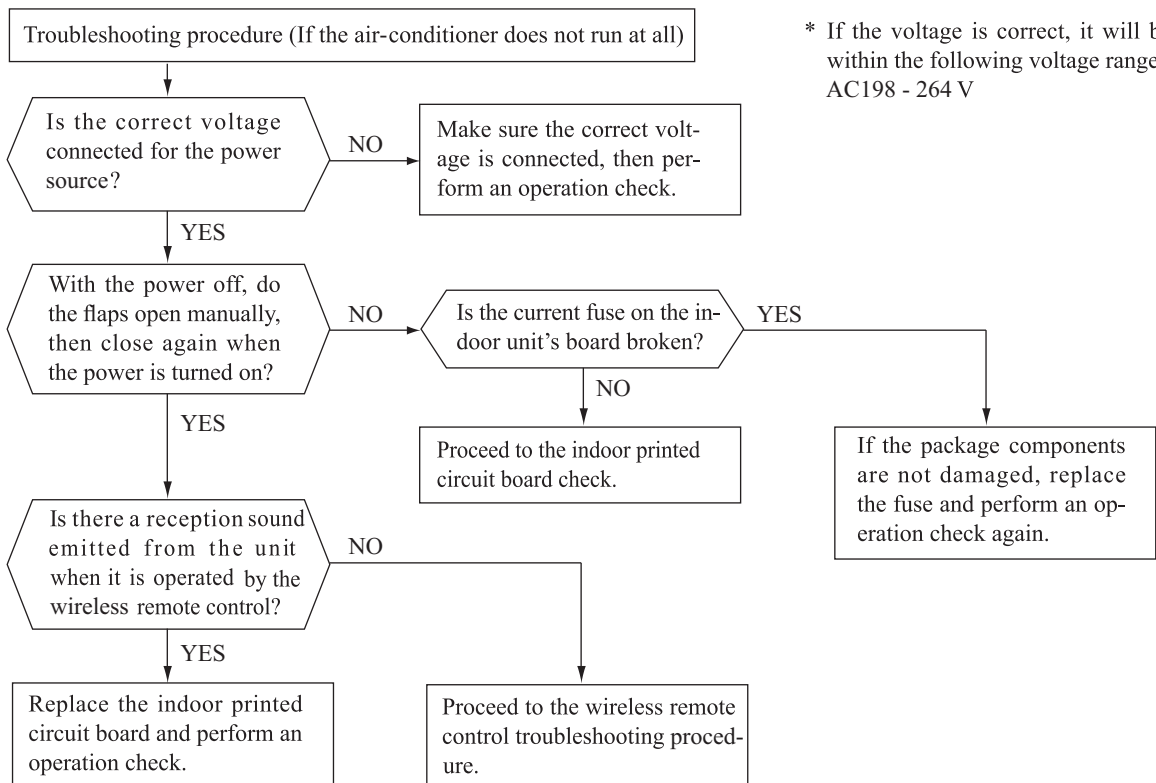 Troubleshooting procedure (If the air-conditioner does not run at all)
* If the voltage is correct, it will b
within the following voltage range
AC198 - 264 V
Is the correct voltage
connected for the power
source?
NO
Make sure the correct volt-
age is connected, then per-
form an operation check.
YES
With the power off, do
the flaps open manually,
then close again when
the power is turned on?
NO
Is the current fuse on the in-
door unit's board broken?
YES
NO
YES
Proceed to the indoor printed
circuit board check.
If the package components
are not damaged, replace
the fuse and perform an op-
eration check again.
Is there a reception sound
emitted from the unit
when it is operated by the
wireless remote control?
NO
YES
Replace the indoor printed
circuit board and perform an
operation check.
Proceed to the wireless remote
control troubleshooting proced-
ure.